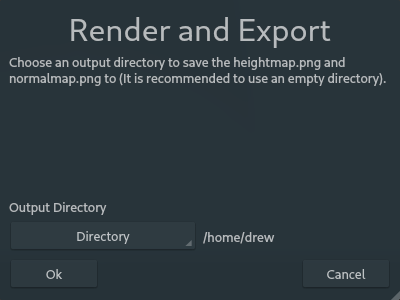 Render and Export
Choose an output directory to save the heightmap.png and
normalmap.png to (It is recommended to use an empty directory).
Output Directory
Directory
/home/drew
Ok
Cancel